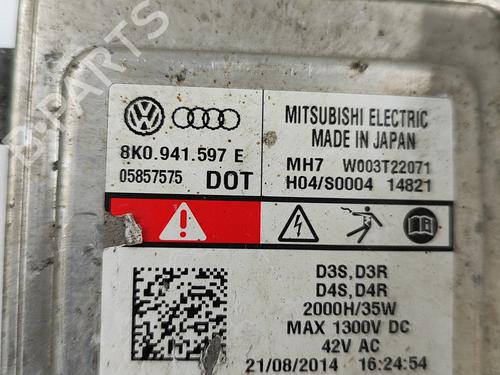 B-PARTS
MITSUBISHI ELECTRIC
MADE IN JAPAN
8K0.941.597 E
05857575 DOT
MH7 W003T22071
H04/S0004 14821
D3S,D3R
D4S,D4R
2000H/35W
MAX 1300V DC
42V AC
21/08/2014 16:24:54